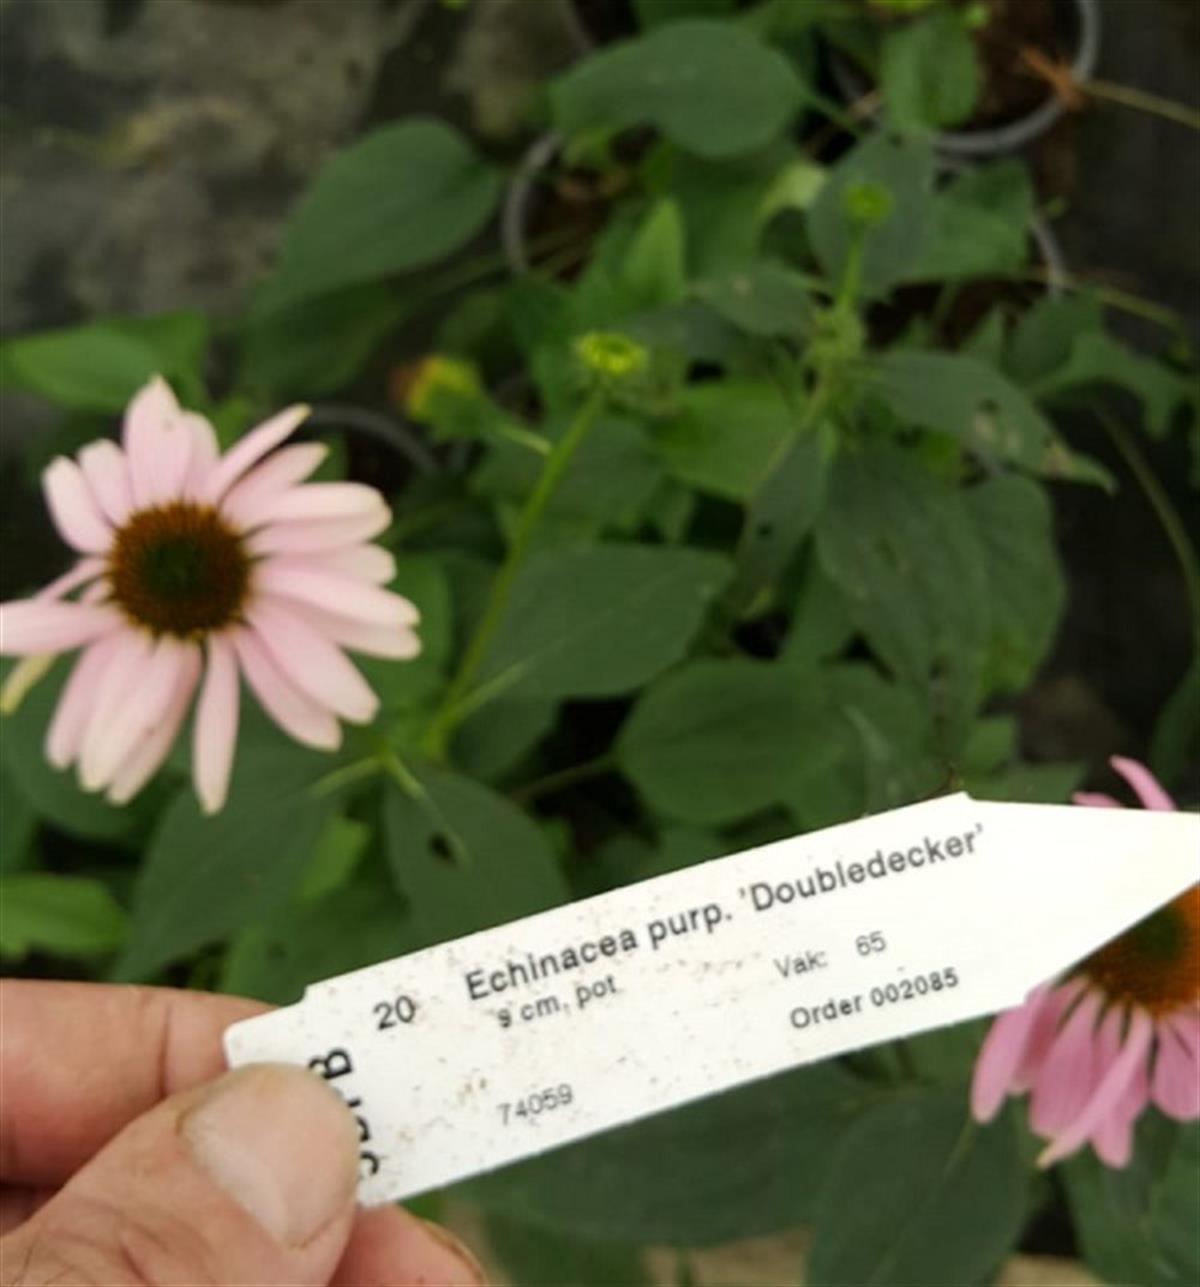 20 Echinacea purp. 'Doubledecker'
9 cm. pot Vak: 65
Order 002085
74059